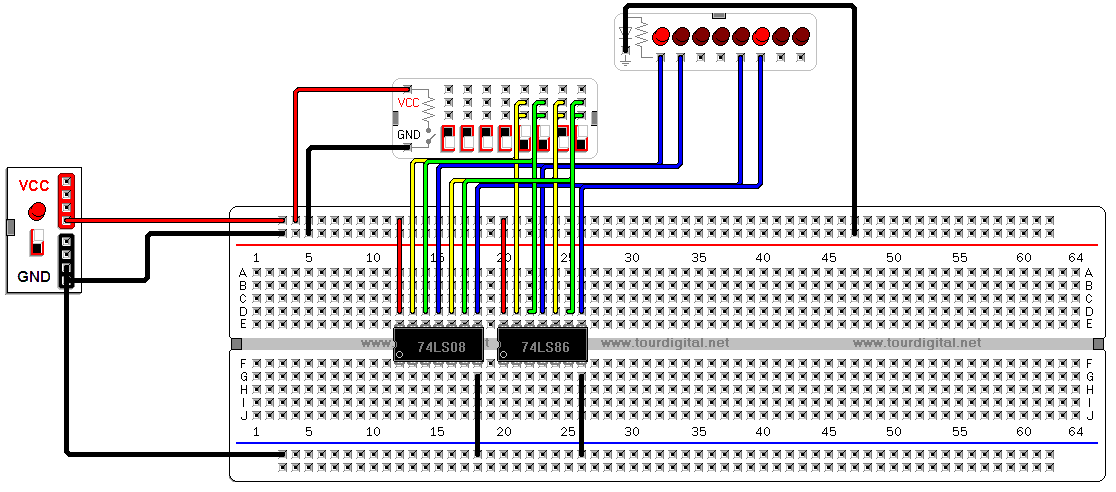 VCC
GND
VCC
GND
1 5 10 15 20 25 30 35 40 45 50 55 60 64
A A
B B
C C
D D
E E
www.tourdigital.net www.tourdigital.net
74LS08 74LS86
F F
G G
H H
I I
J J
1 5 10 15 20 25 30 35 40 45 50 55 60 64